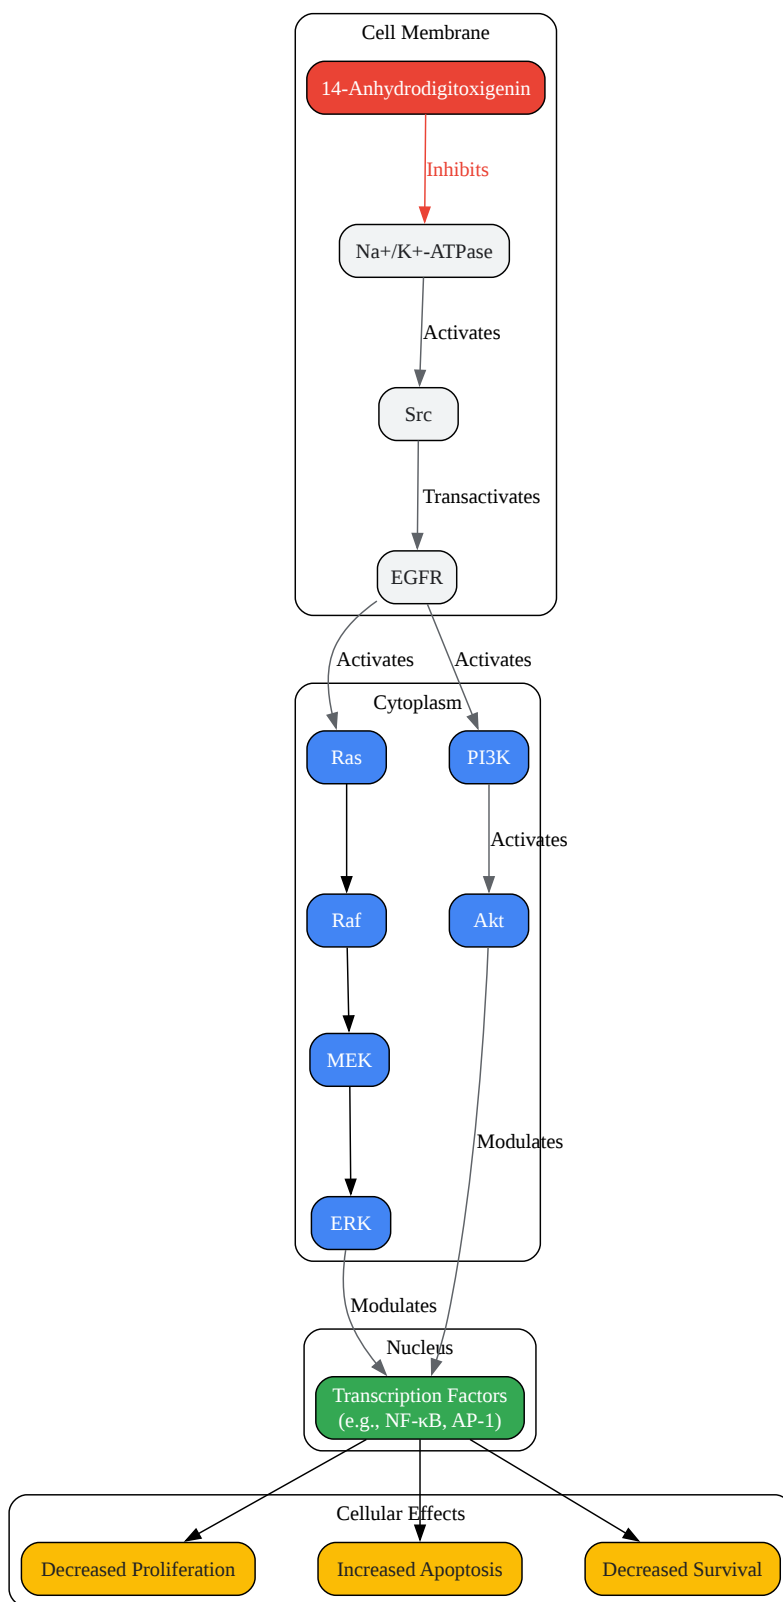 Cell Membrane
14-Anhydrodigitoxigenin
Inhibits
Na+/K+-ATPase
Activates
Src
Transactivates
EGFR
Activates
Activates
Cytoplasm
Ras
PI3K
Activates
Raf
Akt
MEK
Modulates
ERK
Modulates
Nucleus
Transcription Factors
(e.g., NF-κB, AP-1)
Cellular Effects
Decreased Proliferation
Increased Apoptosis
Decreased Survival